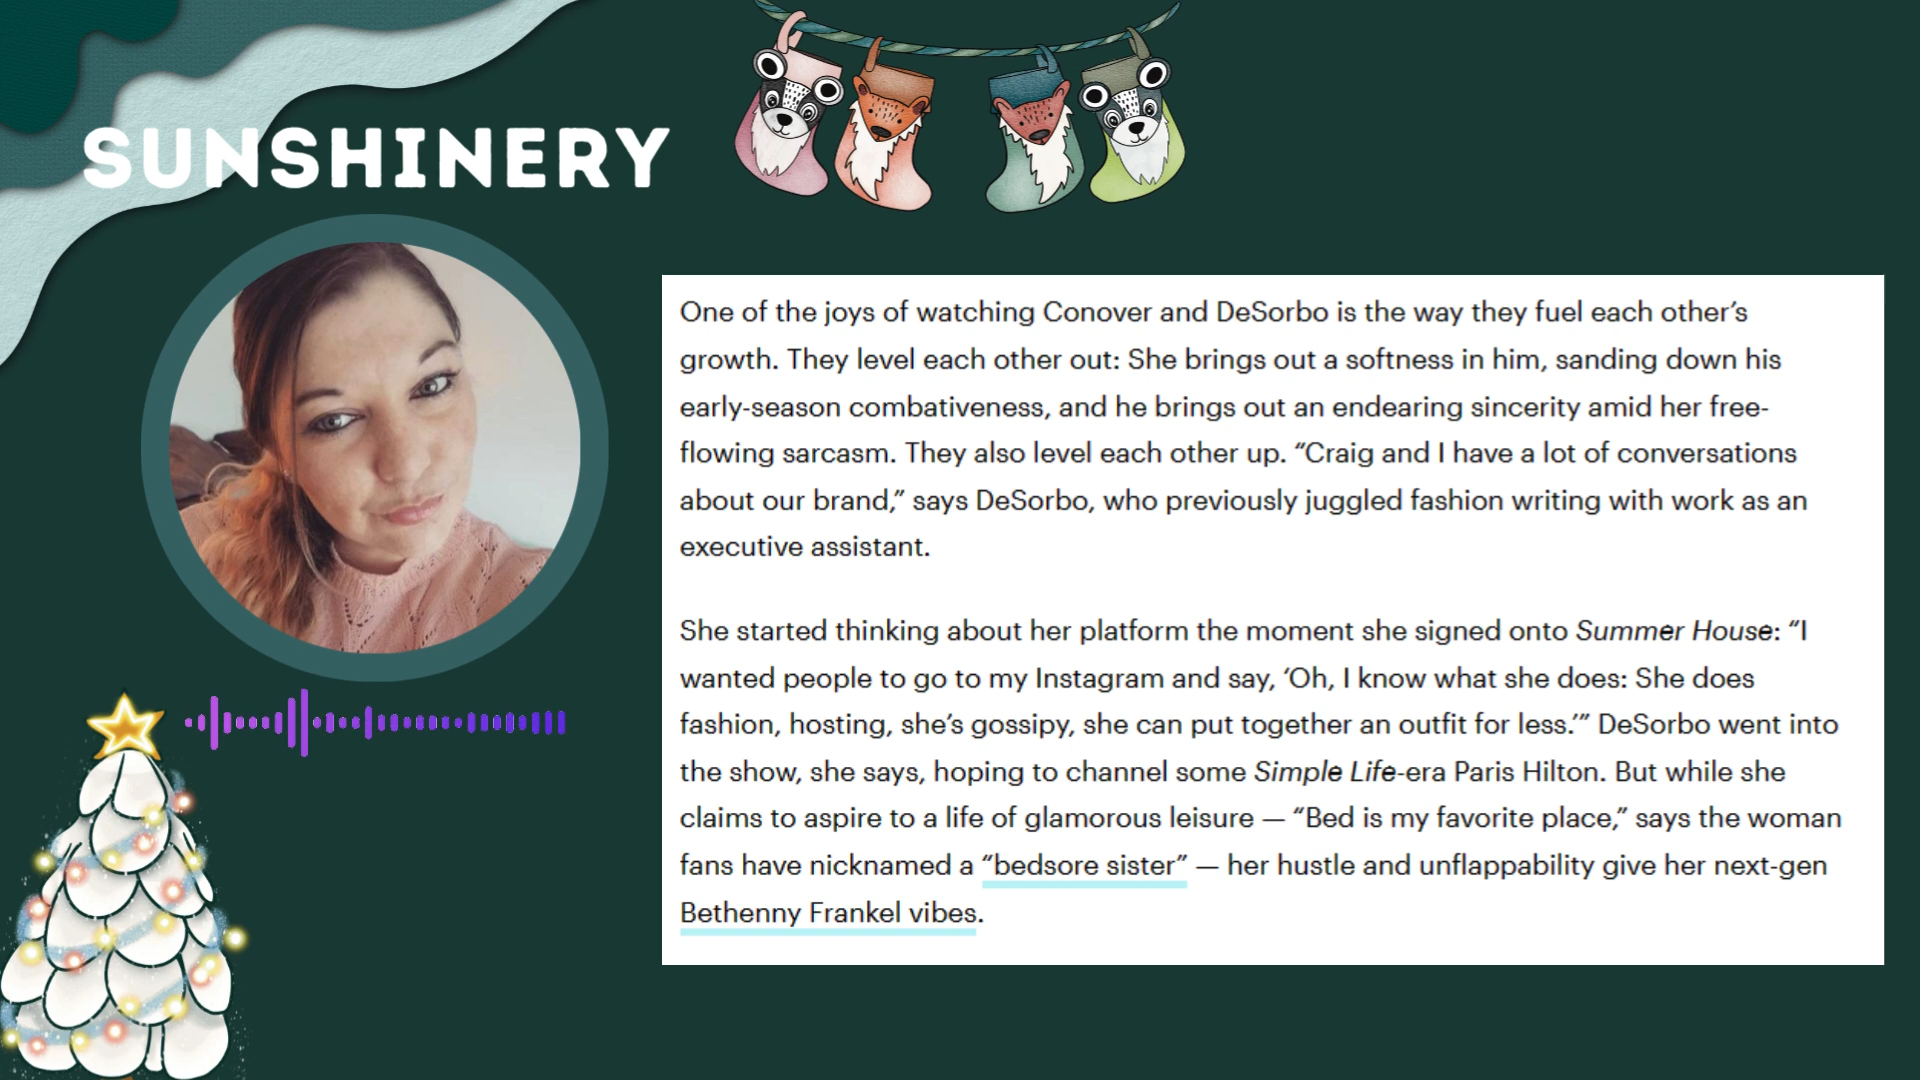 SUNSHINERY
One of the joys of watching Conover and DeSorbo is the way they fuel each other’s
growth. They level each other out: She brings out a softness in him, sanding down his
early-season combativeness, and he brings out an endearing sincerity amid her free-
flowing sarcasm. They also level each other up. “Craig and I have a lot of conversations
about our brand,” says DeSorbo, who previously juggled fashion writing with work as an
executive assistant.
She started thinking about her platform the moment she signed onto Summer House: “I
wanted people to go to my Instagram and say, ‘Oh, I know what she does: She does
fashion, hosting, she’s gossipy, she can put together an outfit for less.’” DeSorbo went into
the show, she says, hoping to channel some Simple Life-era Paris Hilton. But while she
claims to aspire to a life of glamorous leisure — “Bed is my favorite place,” says the woman
fans have nicknamed a “bedsore sister” — her hustle and unflappability give her next-gen
Bethenny Frankel vibes.